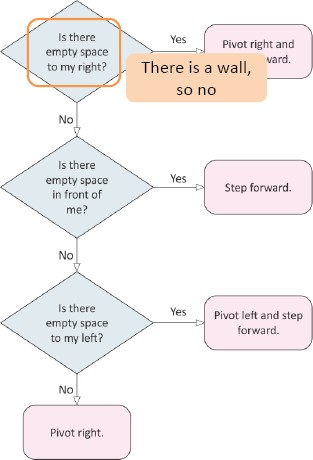 Is there
empty space
to my right?
Yes
Pivot right and
ward.
There is a wall,
so no
No
Is there
empty space
in front of
me?
Yes
Step forward.
No
Is there
empty space
to my left?
Yes
Pivot left and step
forward.
No
Pivot right.